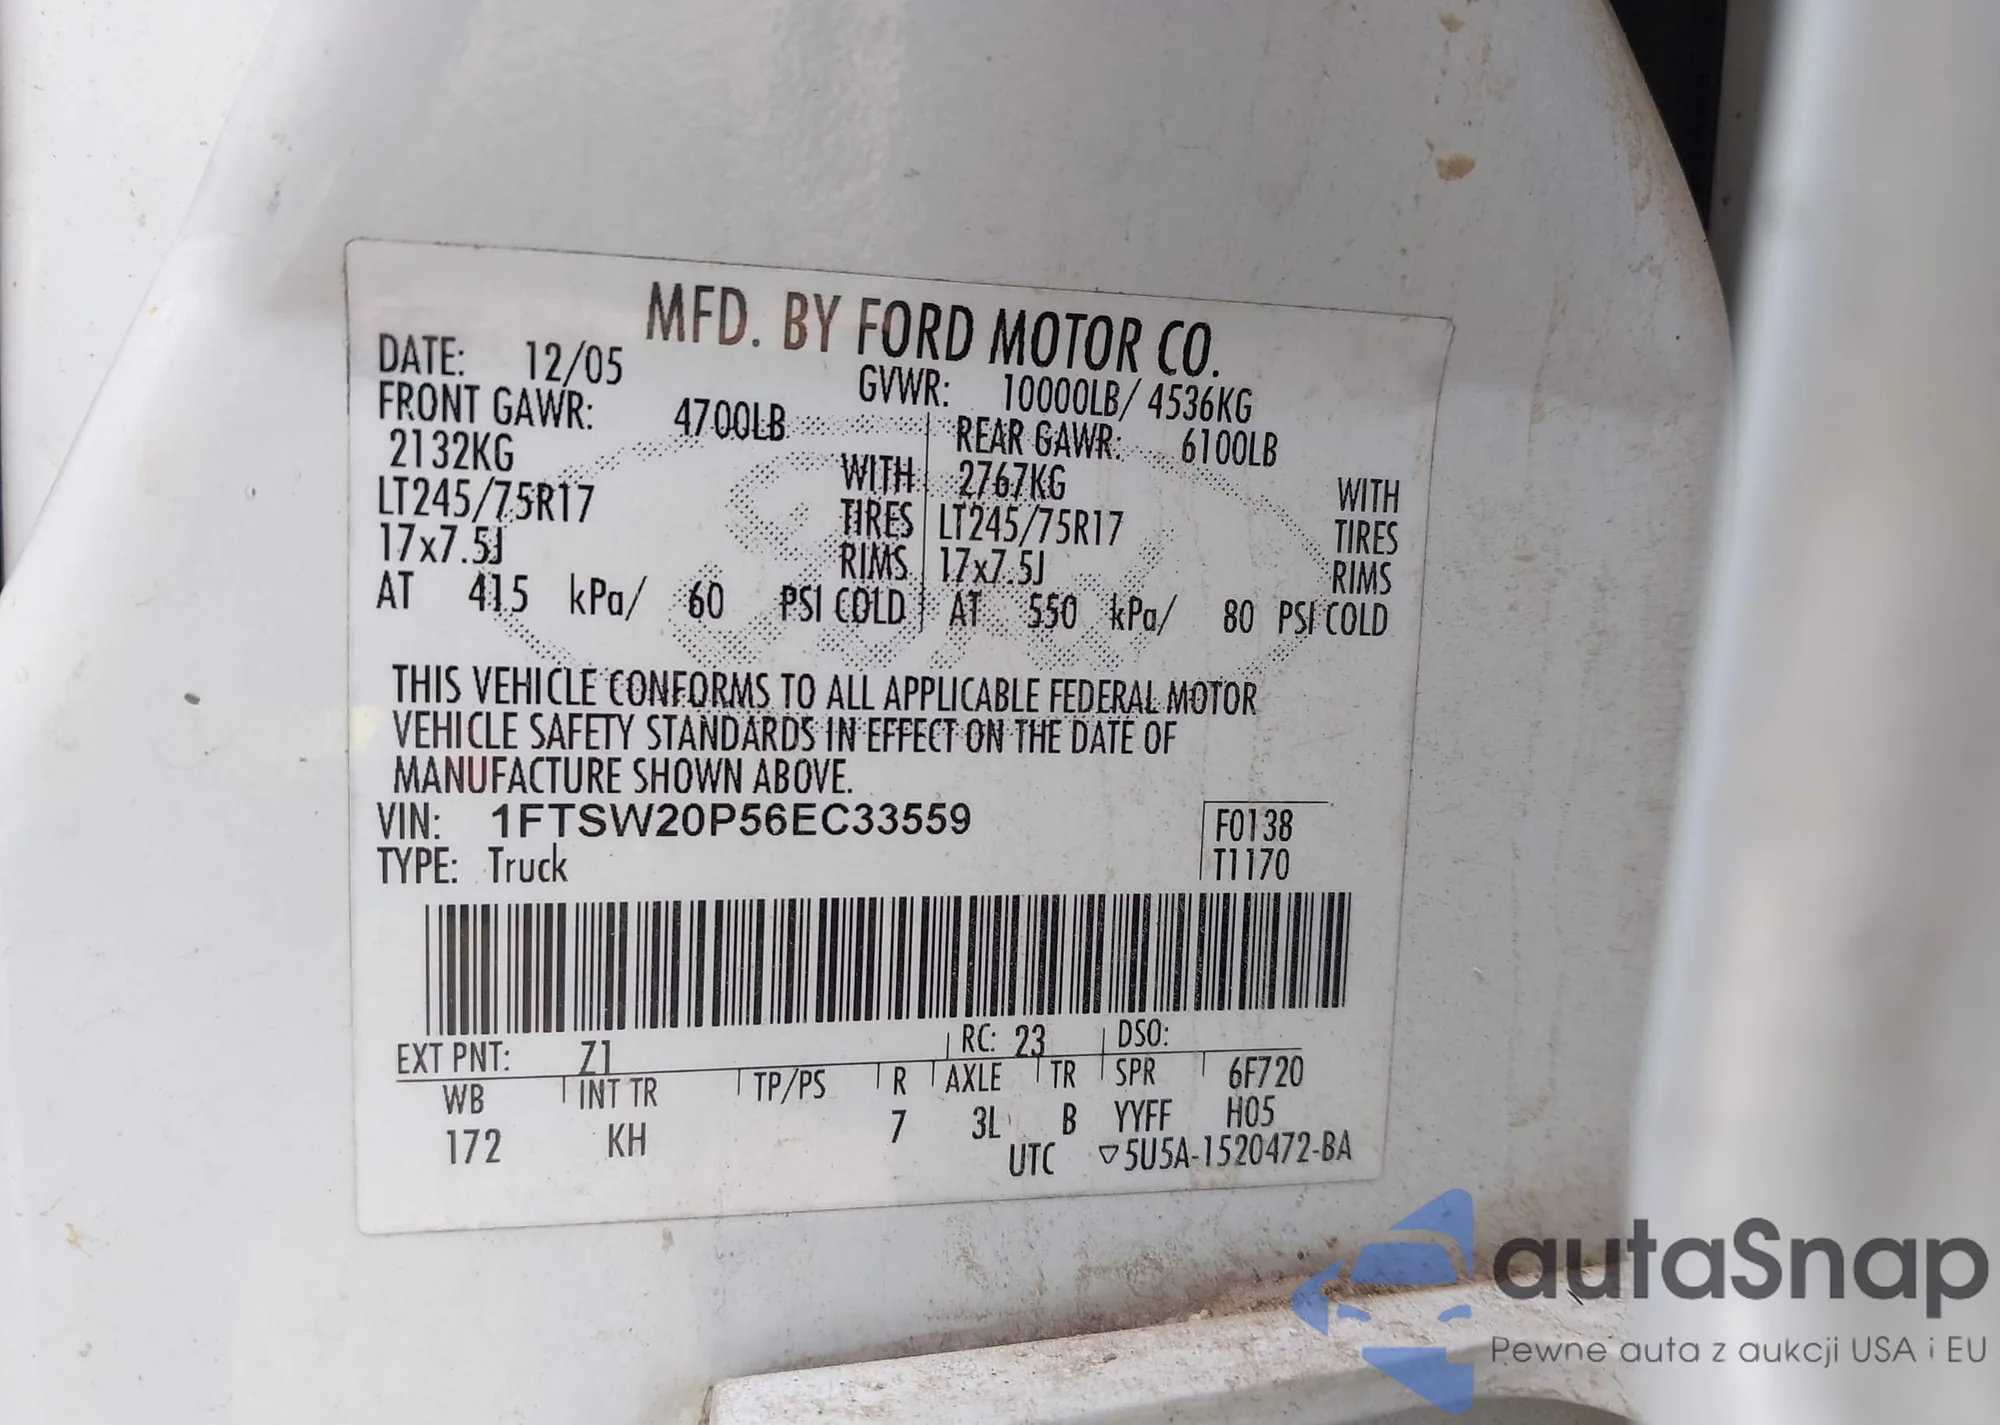 MFD. BY FORD MOTOR CO.
DATE: 12/05 GVWR: 10000LB/ 4536KG
FRONT GAWR: 4700LB REAR GAWR: 6100LB
2132KG WITH 2767KG WITH
LT245/75R17 TIRES LT245/75R17 TIRES
17x7.5J RIMS 17x7.5J RIMS
AT 415 kPa/ 60 PSI COLD AT 550 kPa/ 80 PSI COLD
THIS VEHICLE CONFORMS TO ALL APPLICABLE FEDERAL MOTOR
VEHICLE SAFETY STANDARDS IN EFFECT ON THE DATE OF
MANUFACTURE SHOWN ABOVE.
VIN: 1FTSW20P56EC33559 F0138
TYPE: Truck T1170
EXT PNT: Z1 RC: 23 DSO:
WB INT TR TP/PS R AXLE TR SPR 6F720
172 KH 7 3L B YYFF H05
UTC ▽5U5A-1520472-BA
autaSnap
Pewne auta z aukcji USA i EU